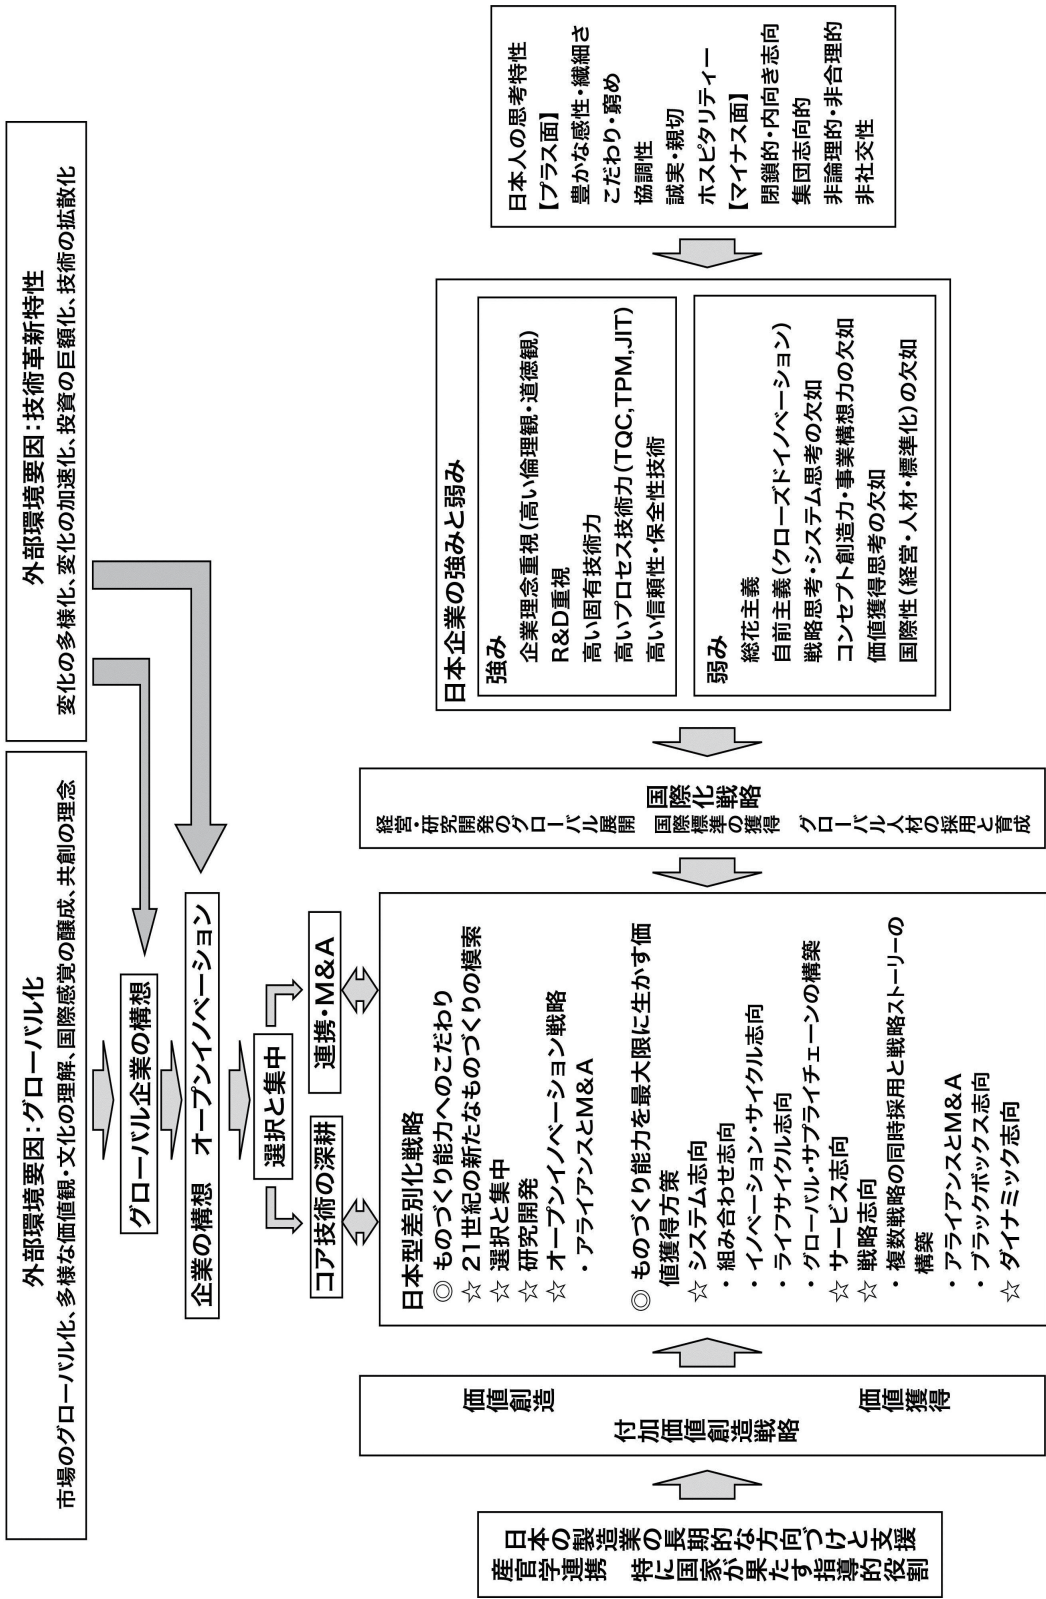 外部環境要因：グローバル化
市場のグローバル化、多様な価値観・文化の理解、国際感覚の醸成、共創の理念
外部環境要因：技術革新特性
変化の多様化、変化の加速化、投資の巨額化、技術の拡散化
グローバル企業の構想
企業の構想　オープンイノベーション
選択と集中
コア技術の深耕
連携・M&A
日本の製造業の長期的な方向づけと支援
産官学連携　特に国家が果たす指導的役割
価値創造
価値獲得
付加価値創造戦略
日本型差別化戦略
◎ ものづくり能力へのこだわり
☆ 21世紀の新たなものづくりの模索
☆ 選択と集中
☆ 研究開発
☆ オープンイノベーション戦略
・アライアンスとM&A
◎ ものづくり能力を最大限に生かす価
値獲得方策
☆ システム志向
・組み合わせ志向
・イノベーション・サイクル志向
・ライフサイクル志向
・グローバル・サプライチェーンの構築
☆ サービス志向
☆ 戦略志向
・複数戦略の同時採用と戦略ストーリーの
構築
・アライアンスとM&A
・ブラックボックス志向
☆ ダイナミック志向
国際化戦略
経営・研究開発のグローバル展開　国際標準の獲得　グローバル人材の採用と育成
日本企業の強みと弱み
強み
企業理念重視（高い倫理観・道徳観）
R&D重視
高い固有技術力
高いプロセス技術力（TQC,TPM,JIT）
高い信頼性・保全性技術
弱み
総花主義
自前主義（クローズドイノベーション）
戦略思考・システム思考の欠如
コンセプト創造力・事業構想力の欠如
価値獲得思考の欠如
国際性（経営・人材・標準化）の欠如
日本人の思考特性
【プラス面】
豊かな感性・繊細さ
こだわり・窮め
協調性
誠実・親切
ホスピタリティー
【マイナス面】
閉鎖的・内向き志向
集団志向的
非論理的・非合理的
非社交性